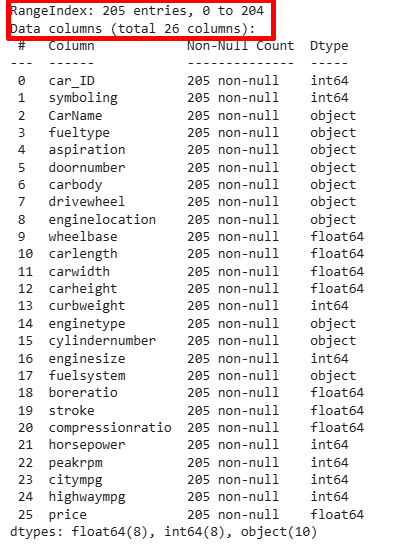 RangeIndex: 205 entries, 0 to 204
Data columns (total 26 columns):
 #   Column            Non-Null Count  Dtype
---  ------            --------------  -----
 0   car_ID            205 non-null    int64
 1   symboling         205 non-null    int64
 2   CarName           205 non-null    object
 3   fueltype          205 non-null    object
 4   aspiration        205 non-null    object
 5   doornumber        205 non-null    object
 6   carbody           205 non-null    object
 7   drivewheel        205 non-null    object
 8   enginelocation    205 non-null    object
 9   wheelbase         205 non-null    float64
 10  carlength         205 non-null    float64
 11  carwidth          205 non-null    float64
 12  carheight         205 non-null    float64
 13  curbweight        205 non-null    int64
 14  enginetype        205 non-null    object
 15  cylindernumber    205 non-null    object
 16  enginesize        205 non-null    int64
 17  fuelsystem        205 non-null    object
 18  boreratio         205 non-null    float64
 19  stroke            205 non-null    float64
 20  compressionratio  205 non-null    float64
 21  horsepower        205 non-null    int64
 22  peakrpm           205 non-null    int64
 23  citympg           205 non-null    int64
 24  highwaympg        205 non-null    int64
 25  price             205 non-null    float64
dtypes: float64(8), int64(8), object(10)